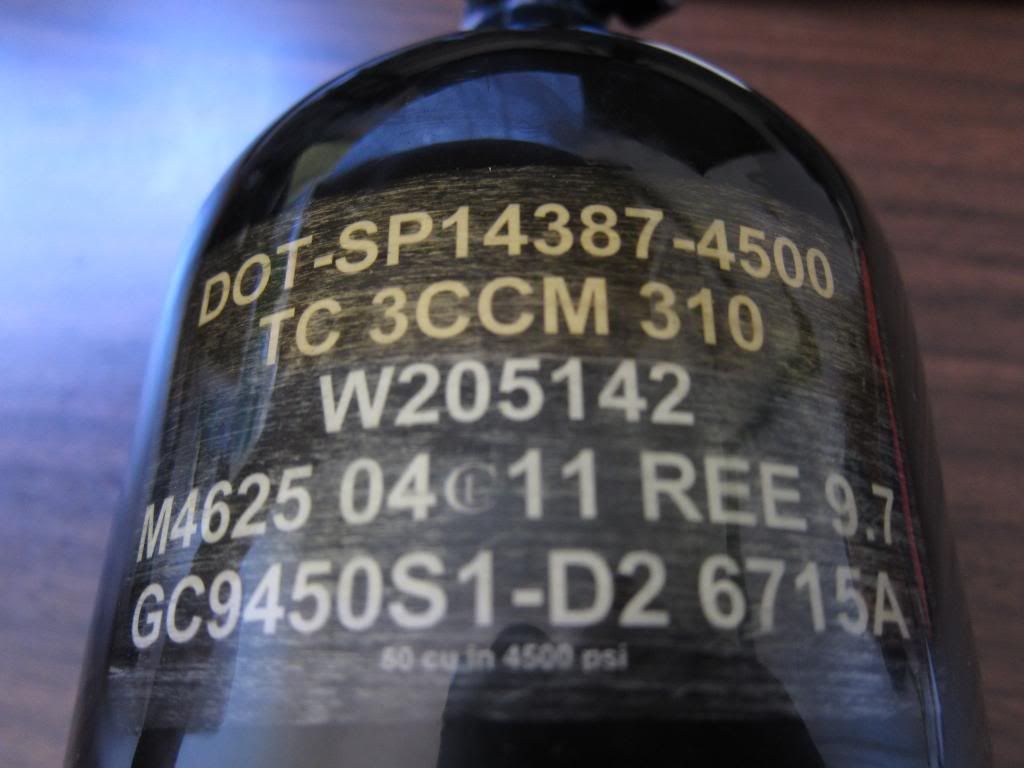 DOT-SP14387-4500
TC 3CCM 310
W205142
M4625 04 11 REE 9.7
GC9450S1-D2 6715A
50 cu in 4500 psi